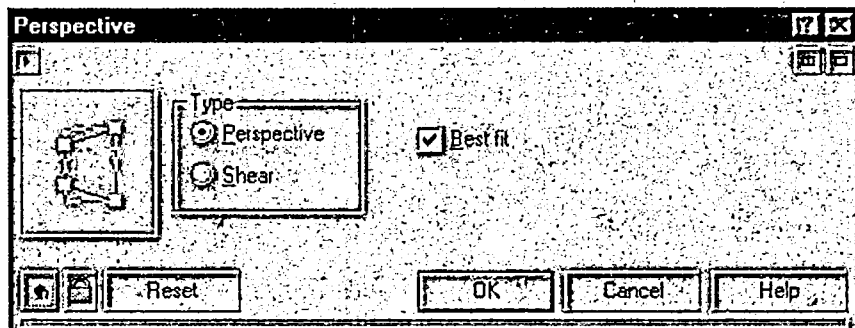 Perspective
Type
Perspective
Best fit
Shear
Reset OK Cancel Help